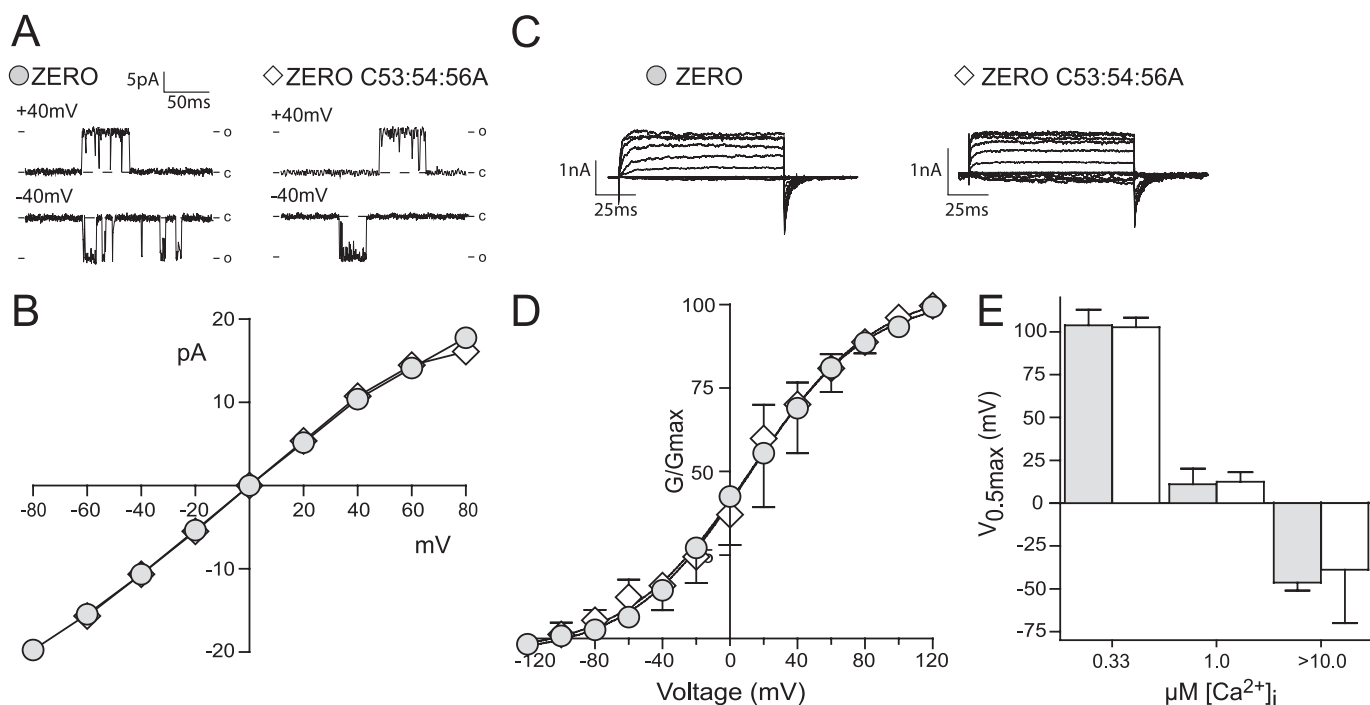 A
ZERO
5pA
50ms
ZERO C53:54:56A
+40mV
+40mV
o
o
c
c
-40mV
-40mV
c
c
o
o
C
ZERO
ZERO C53:54:56A
1nA
25ms
1nA
25ms
B
20
pA
10
-80 -60 -40 -20 20 40 60 80
mV
-10
-20
D
100
75
G/Gmax
50
-120 -80 -40 0 40 80 120
Voltage (mV)
E
100
75
50
25
0
-25
-50
-75
V0.5max (mV)
0.33 1.0 >10.0
µM [Ca2+]i